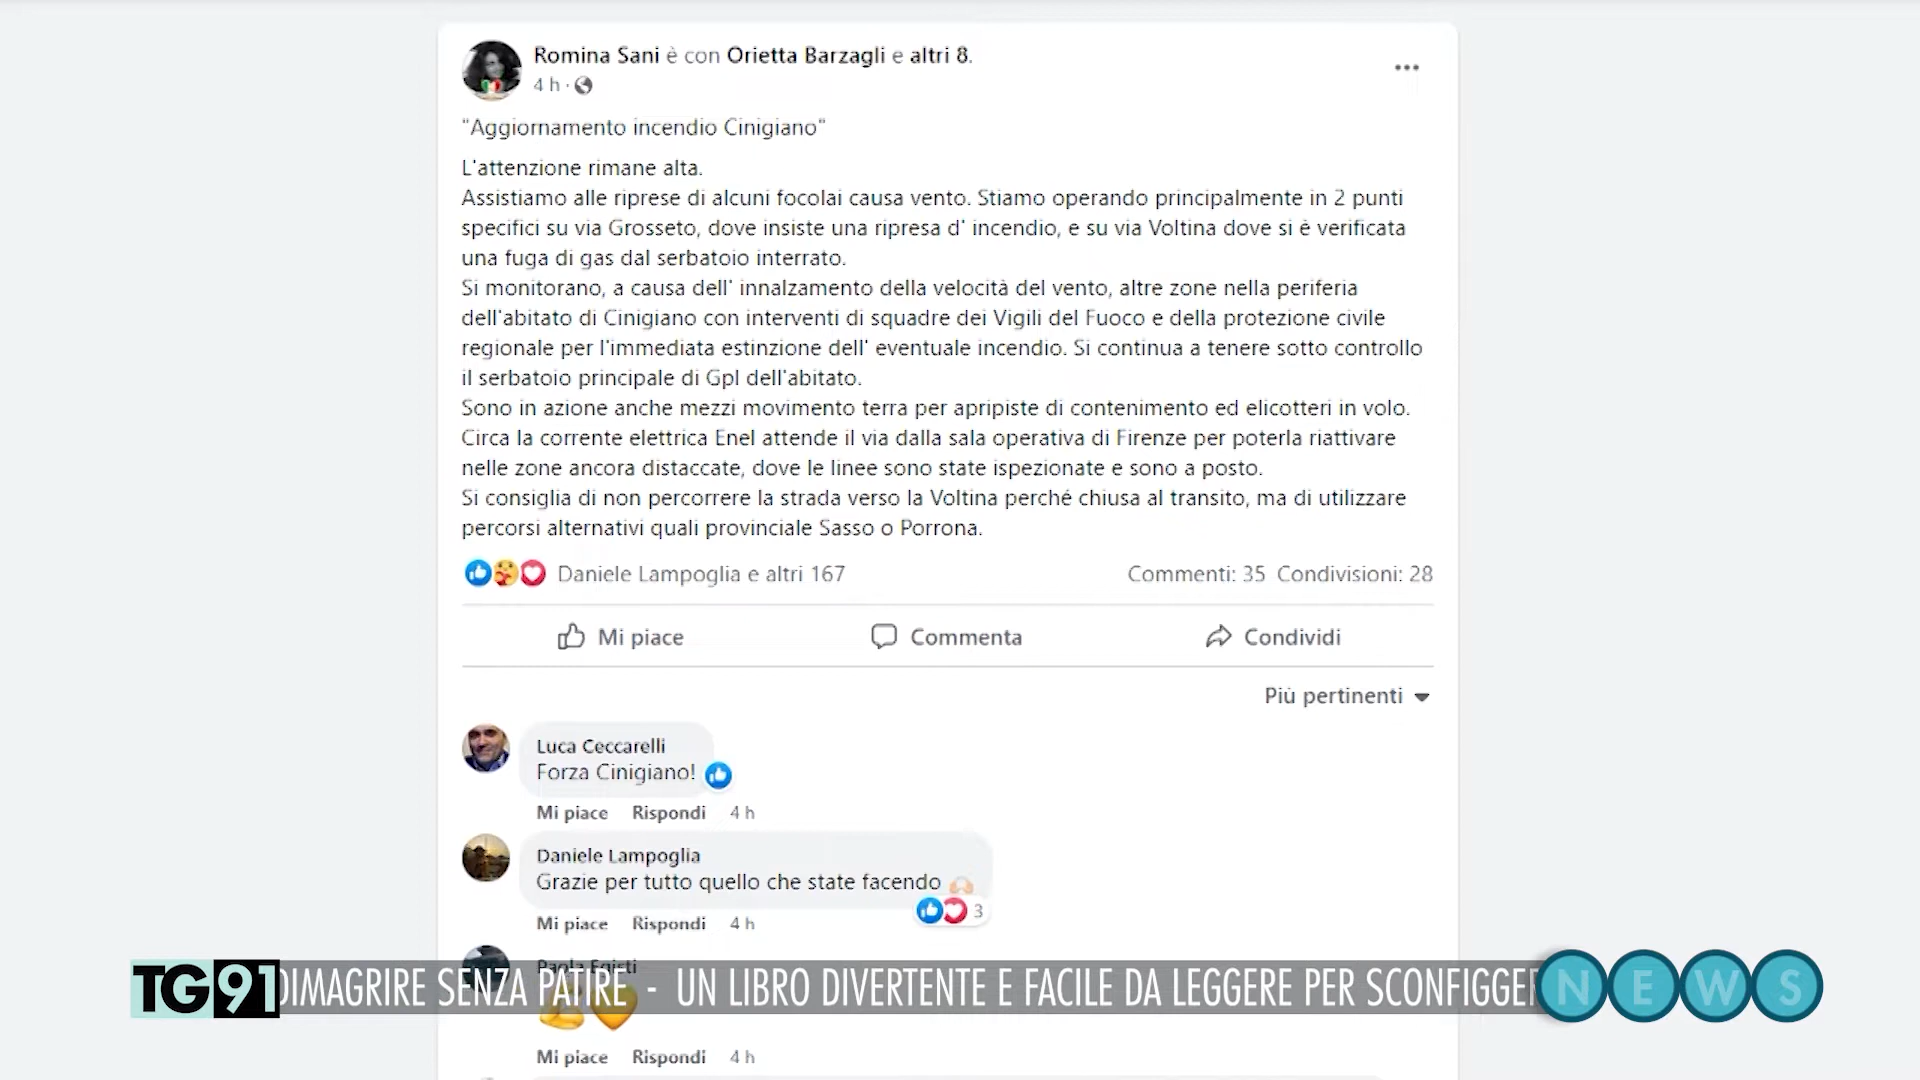 Romina Sani è con Orietta Barzagli e altri 8.
4 h ·
"Aggiornamento incendio Cinigiano"
L'attenzione rimane alta.
Assistiamo alle riprese di alcuni focolai causa vento. Stiamo operando principalmente in 2 punti
specifici su via Grosseto, dove insiste una ripresa d' incendio, e su via Voltina dove si è verificata
una fuga di gas dal serbatoio interrato.
Si monitorano, a causa dell' innalzamento della velocità del vento, altre zone nella periferia
dell'abitato di Cinigiano con interventi di squadre dei Vigili del Fuoco e della protezione civile
regionale per l'immediata estinzione dell' eventuale incendio. Si continua a tenere sotto controllo
il serbatoio principale di Gpl dell'abitato.
Sono in azione anche mezzi movimento terra per apripiste di contenimento ed elicotteri in volo.
Circa la corrente elettrica Enel attende il via dalla sala operativa di Firenze per poterla riattivare
nelle zone ancora distaccate, dove le linee sono state ispezionate e sono a posto.
Si consiglia di non percorrere la strada verso la Voltina perché chiusa al transito, ma di utilizzare
percorsi alternativi quali provinciale Sasso o Porrona.
Daniele Lampoglia e altri 167
Commenti: 35 Condivisioni: 28
Mi piace Commenta Condividi
Più pertinenti
Luca Ceccarelli
Forza Cinigiano!
Mi piace Rispondi 4 h
Daniele Lampoglia
Grazie per tutto quello che state facendo
3
Mi piace Rispondi 4 h
Paola Egisti
TG91 DIMAGRIRE SENZA PATIRE - UN LIBRO DIVERTENTE E FACILE DA LEGGERE PER SCONFIGGER NEWS
Mi piace Rispondi 4 h